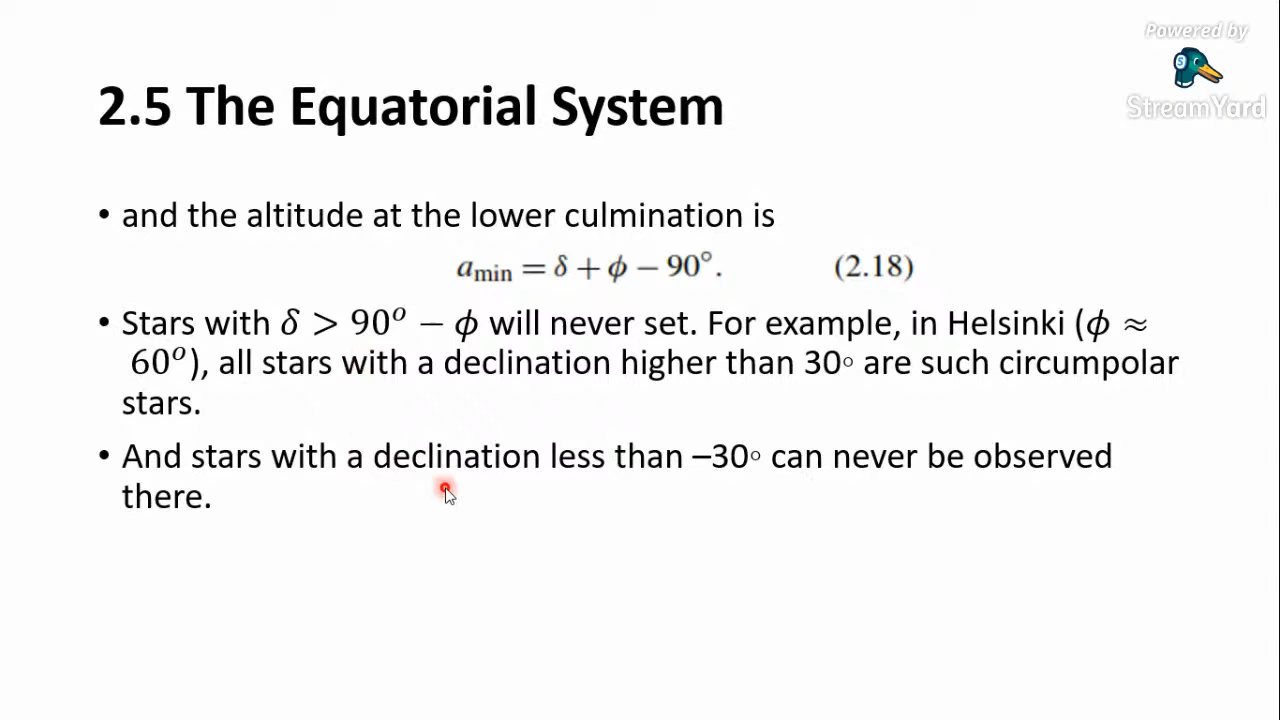 Powered by
StreamYard
2.5 The Equatorial System
• and the altitude at the lower culmination is
a_min = δ + ϕ − 90°. (2.18)
• Stars with 𝛿 > 90ᵒ − 𝜙 will never set. For example, in Helsinki (𝜙 ≈
60ᵒ), all stars with a declination higher than 30◦ are such circumpolar
stars.
• And stars with a declination less than –30◦ can never be observed
there.